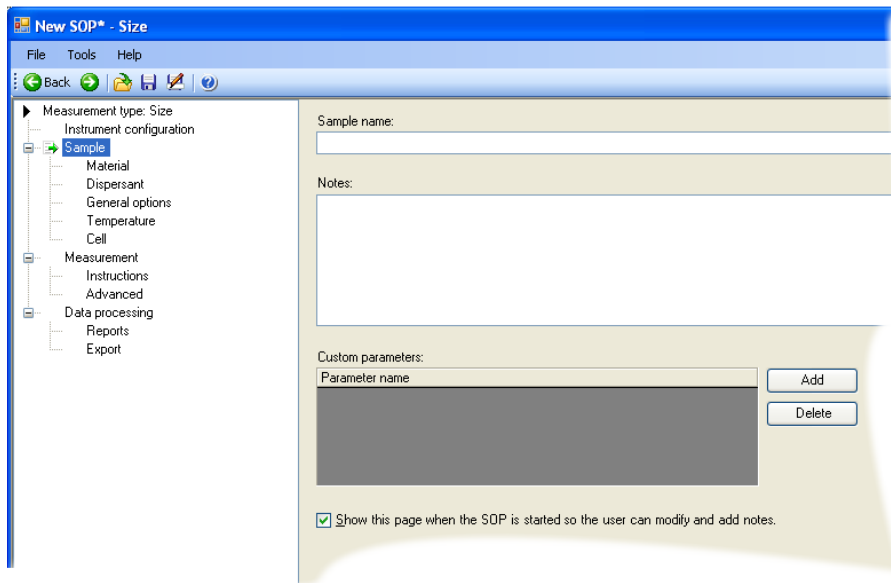 New SOP* - Size
File Tools Help
Back
Measurement type: Size
Instrument configuration
Sample
Material
Dispersant
General options
Temperature
Cell
Measurement
Instructions
Advanced
Data processing
Reports
Export
Sample name:
Notes:
Custom parameters:
Parameter name
Add
Delete
Show this page when the SOP is started so the user can modify and add notes.